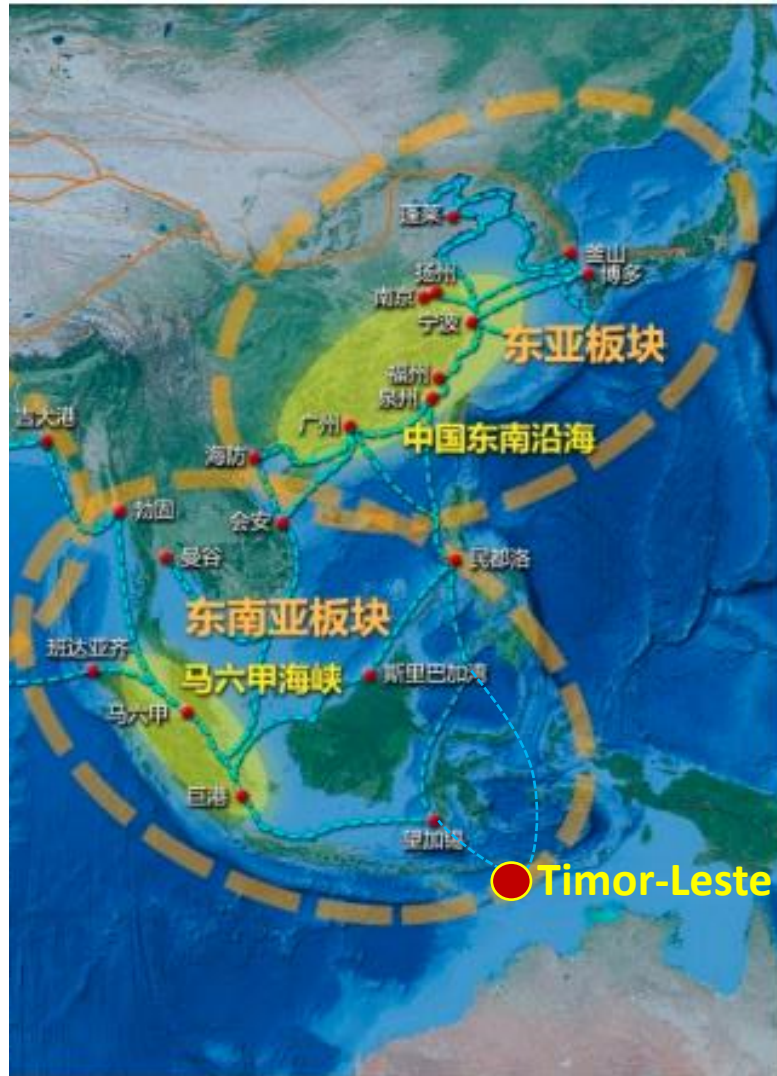 蓬莱
釜山
博多
扬州
南京
宁波
东亚板块
福州
泉州
广州
中国东南沿海
吉大港
海防
勃固
会安
曼谷
民都洛
东南亚板块
班达亚齐
马六甲海峡
斯里巴加湾
马六甲
巨港
望加锡
Timor-Leste